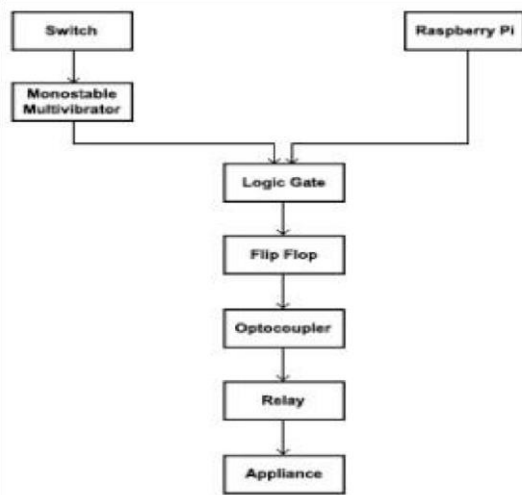 Switch
Raspberry Pi
Monostable
Multivibrator
Logic Gate
Flip Flop
Optocoupler
Relay
Appliance